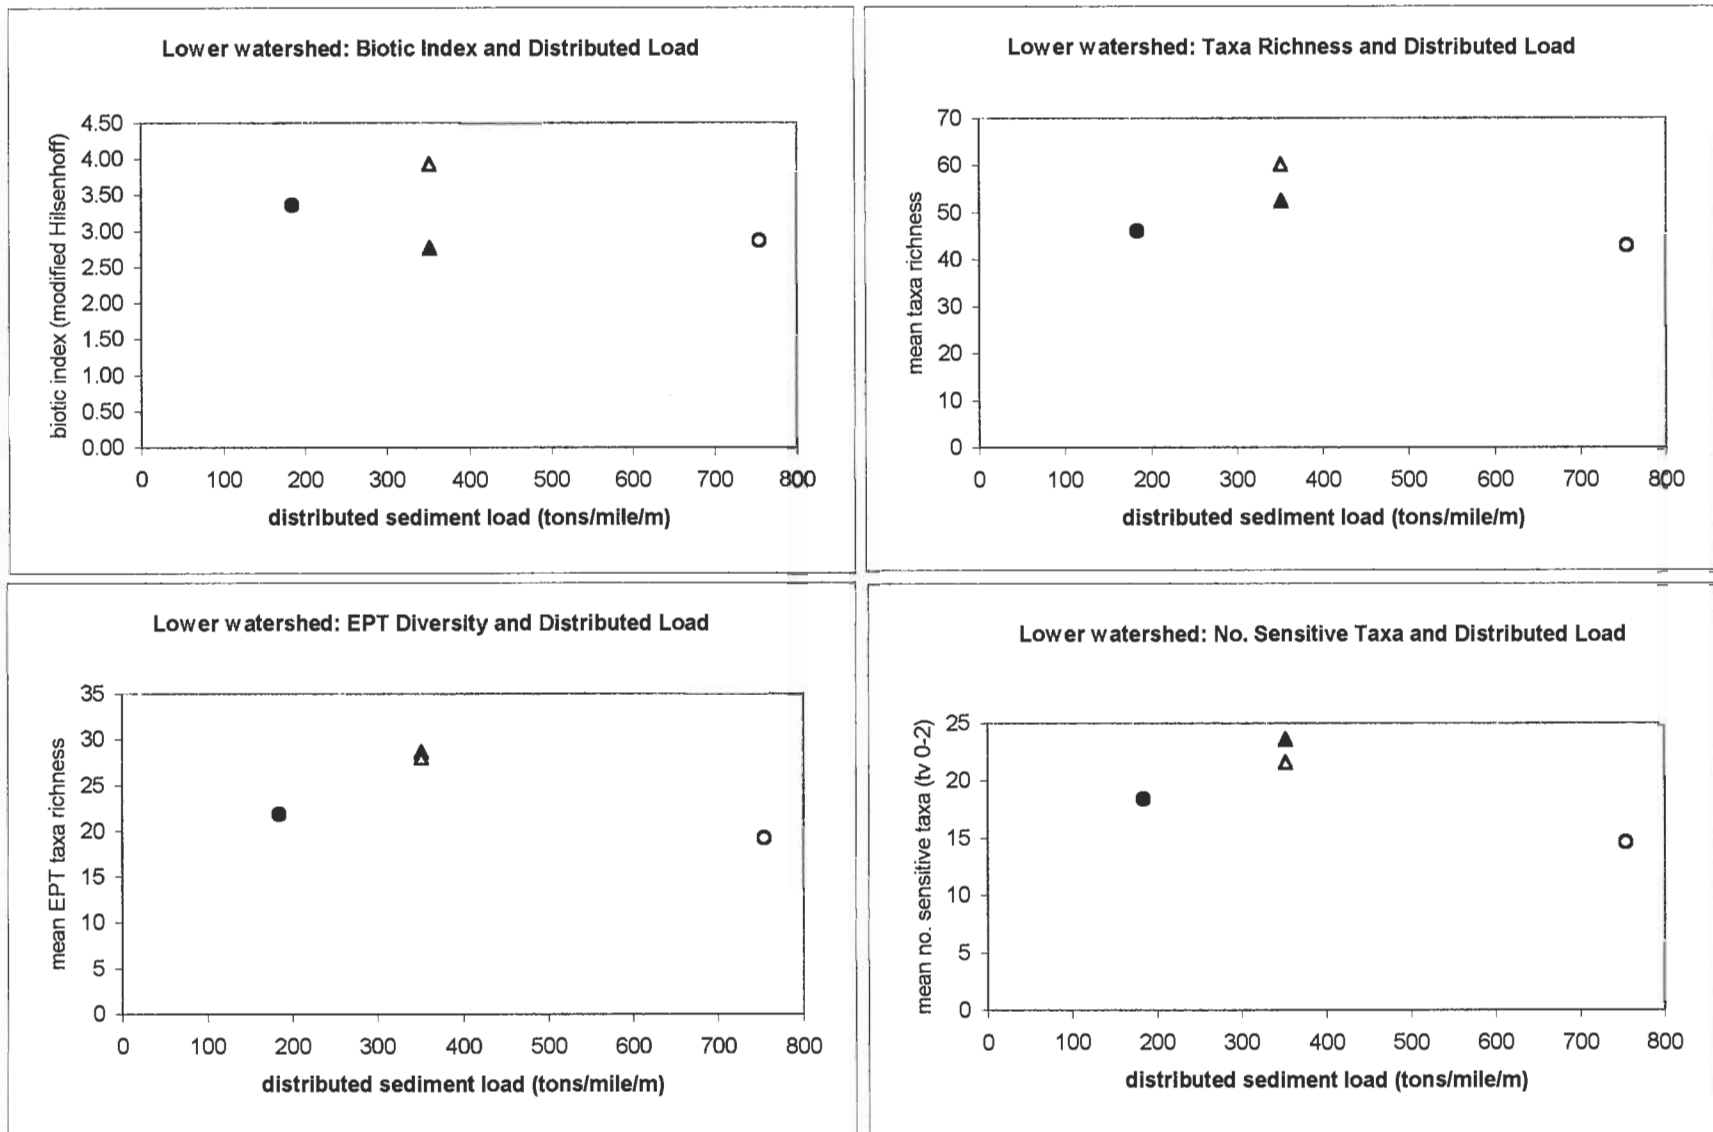 Lower watershed: Biotic Index and Distributed Load
biotic index (modified Hilsenhoff)
4.50
4.00
3.50
3.00
2.50
2.00
1.50
1.00
0.50
0.00
0 100 200 300 400 500 600 700 800
distributed sediment load (tons/mile/m)
Lower watershed: Taxa Richness and Distributed Load
mean taxa richness
70
60
50
40
30
20
10
0
0 100 200 300 400 500 600 700 800
distributed sediment load (tons/mile/m)
Lower watershed: EPT Diversity and Distributed Load
mean EPT taxa richness
35
30
25
20
15
10
5
0
0 100 200 300 400 500 600 700 800
distributed sediment load (tons/mile/m)
Lower watershed: No. Sensitive Taxa and Distributed Load
mean no. sensitive taxa (tv 0-2)
25
20
15
10
5
0
0 100 200 300 400 500 600 700 800
distributed sediment load (tons/mile/m)